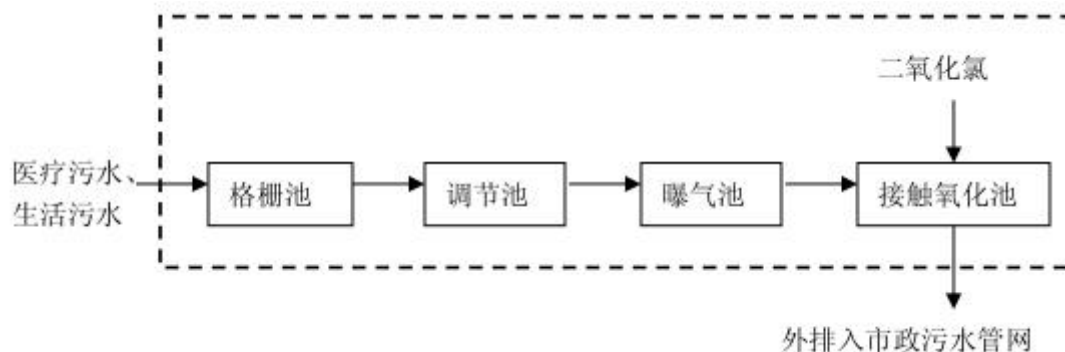 二氧化氯
医疗污水、
生活污水
格栅池
调节池
曝气池
接触氧化池
外排入市政污水管网